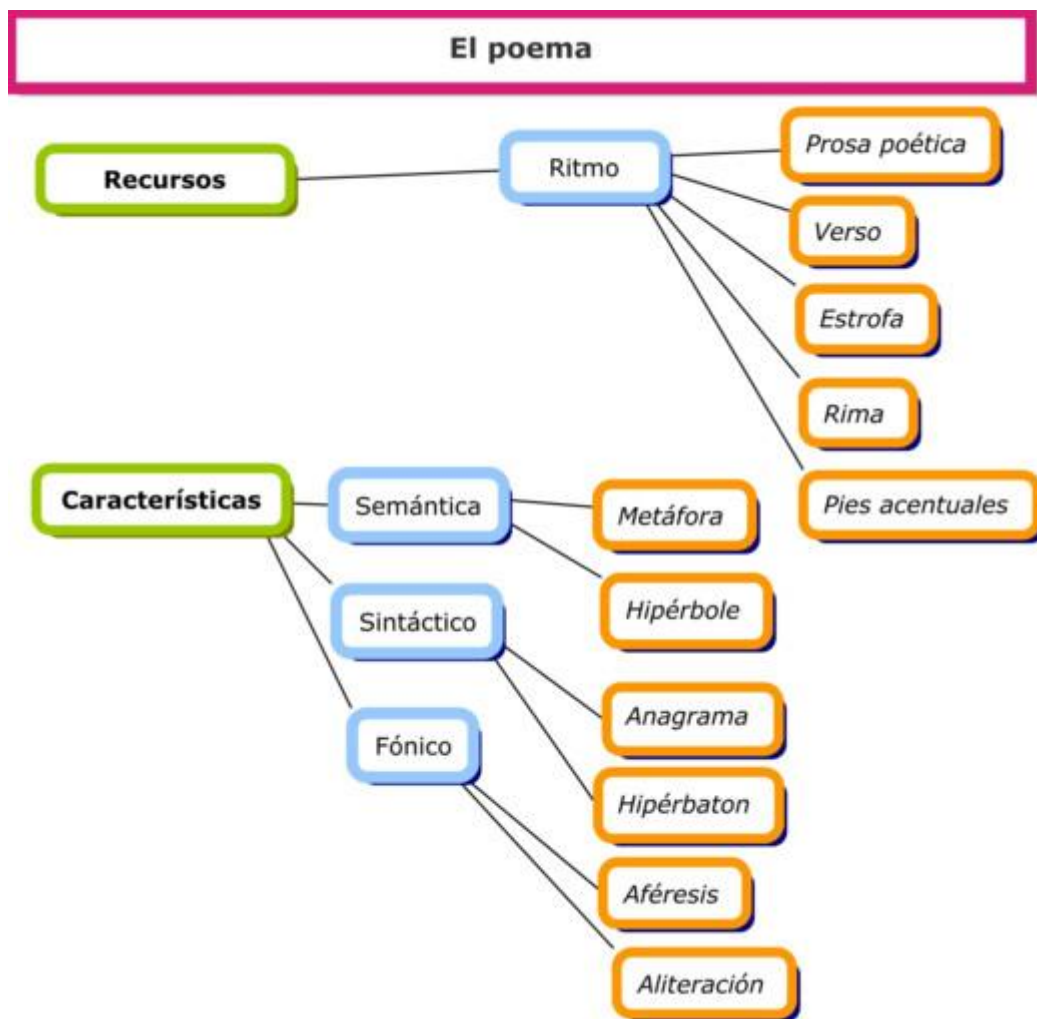 El poema
Recursos
Ritmo
Prosa poética
Verso
Estrofa
Rima
Pies acentuales
Características
Semántica
Metáfora
Hipérbole
Sintáctico
Anagrama
Hipérbaton
Fónico
Aféresis
Aliteración